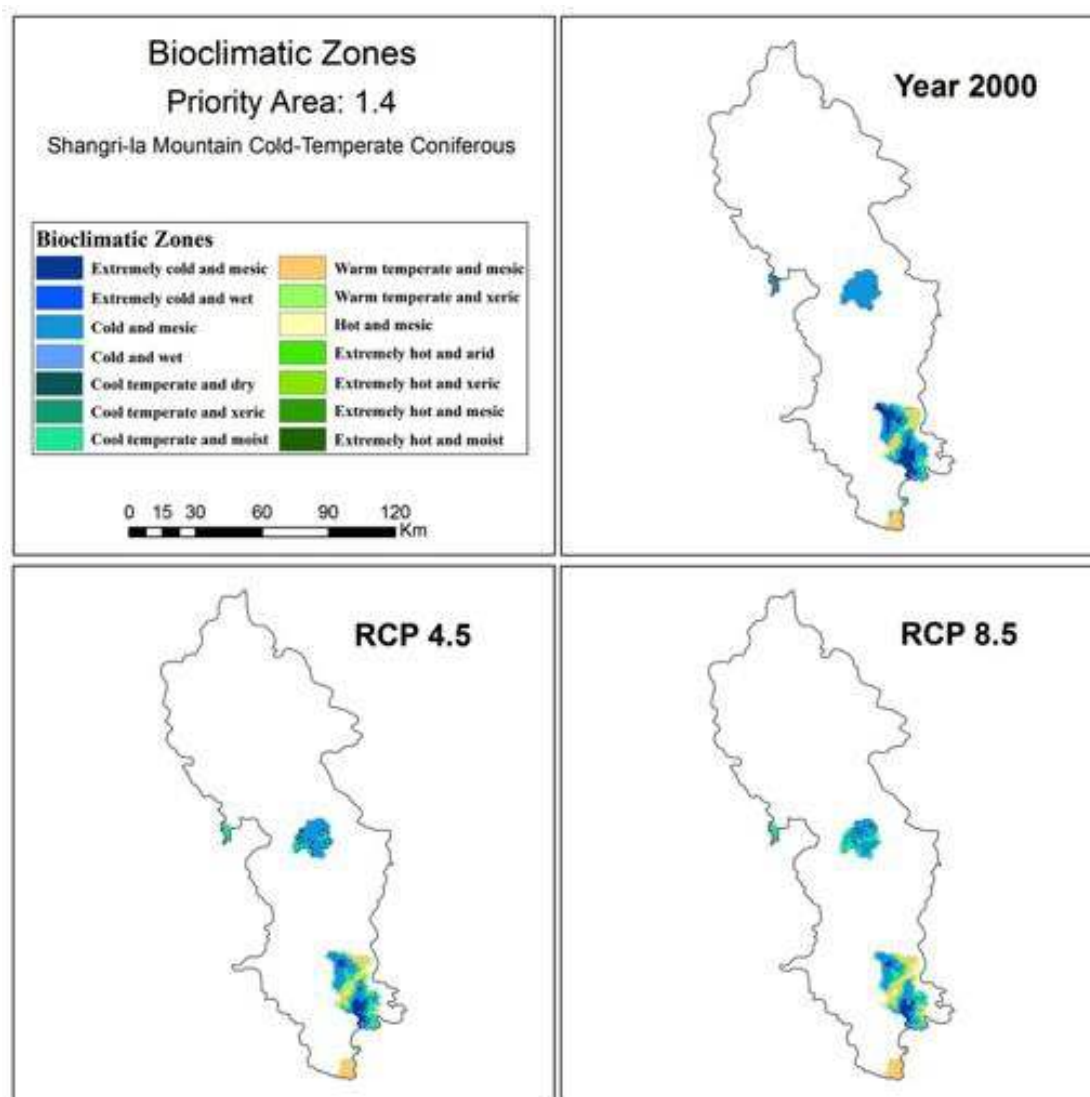 Bioclimatic Zones
Priority Area: 1.4
Shangri-la Mountain Cold-Temperate Coniferous
Bioclimatic Zones
Extremely cold and mesic
Extremely cold and wet
Cold and mesic
Cold and wet
Cool temperate and dry
Cool temperate and xeric
Cool temperate and moist
Warm temperate and mesic
Warm temperate and xeric
Hot and mesic
Extremely hot and arid
Extremely hot and xeric
Extremely hot and mesic
Extremely hot and moist
0 15 30 60 90 120
Km
Year 2000
RCP 4.5
RCP 8.5